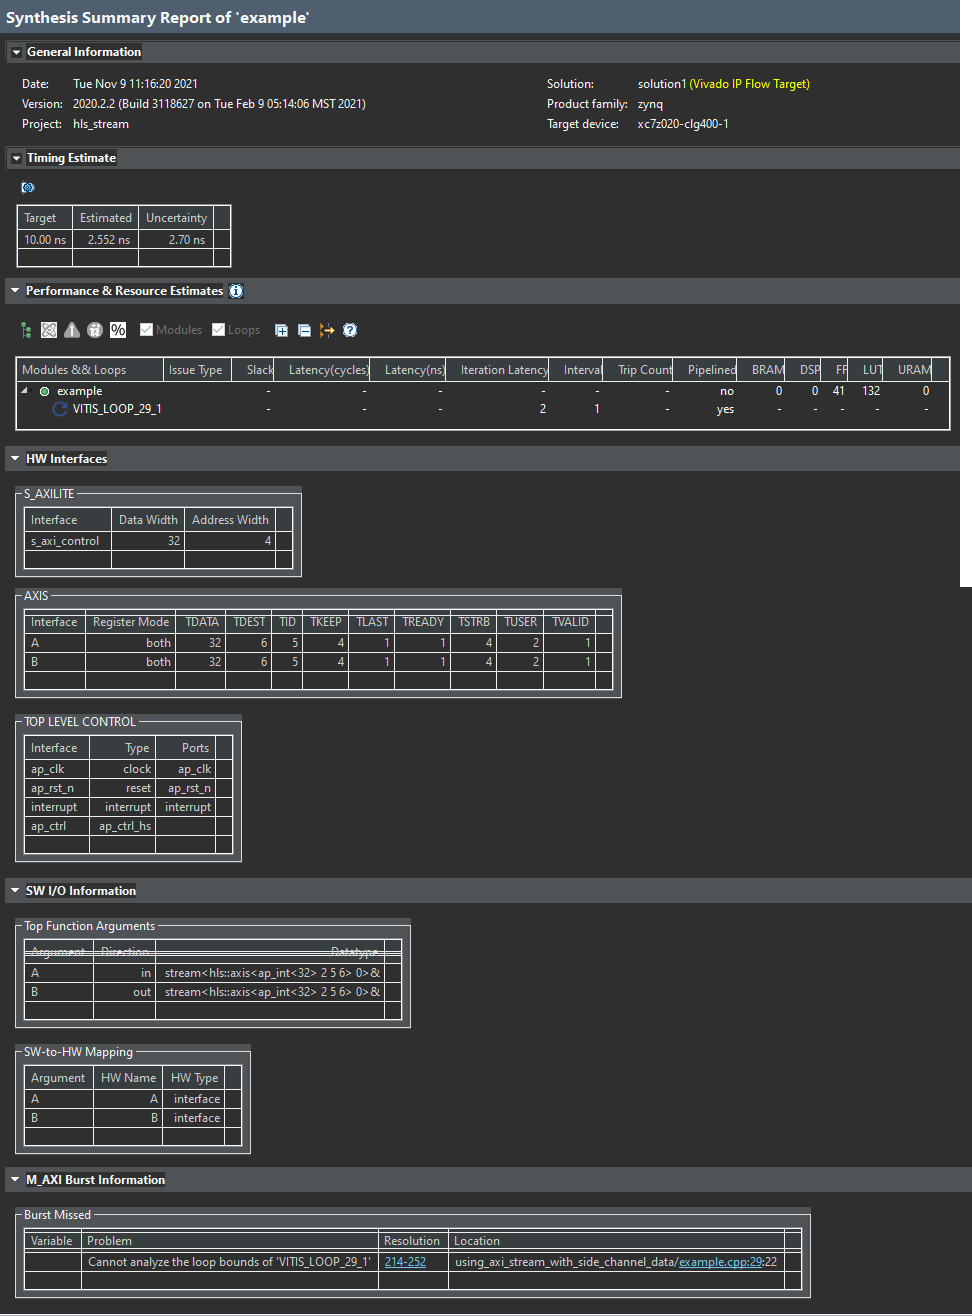 Synthesis Summary Report of 'example'
General Information
Date: Tue Nov 9 11:16:20 2021 Solution: solution1 (Vivado IP Flow Target)
Version: 2020.2.2 (Build 3118627 on Tue Feb 9 05:14:06 MST 2021) Product family: zynq
Project: hls_stream Target device: xc7z020-clg400-1
Timing Estimate
Target Estimated Uncertainty
10.00 ns 2.552 ns 2.70 ns
Performance & Resource Estimates
% Modules Loops
Modules && Loops Issue Type Slack Latency(cycles) Latency(ns) Iteration Latency Interval Trip Count Pipelined BRAM DSP FF LUT URAM
example - - - - - - no 0 0 41 132 0
VITIS_LOOP_29_1 - - - 2 1 - yes - - - - -
HW Interfaces
S_AXILITE
Interface Data Width Address Width
s_axi_control 32 4
AXIS
Interface Register Mode TDATA TDEST TID TKEEP TLAST TREADY TSTRB TUSER TVALID
A both 32 6 5 4 1 1 4 2 1
B both 32 6 5 4 1 1 4 2 1
TOP LEVEL CONTROL
Interface Type Ports
ap_clk clock ap_clk
ap_rst_n reset ap_rst_n
interrupt interrupt interrupt
ap_ctrl ap_ctrl_hs
SW I/O Information
Top Function Arguments
Argument Direction Datatype
A in stream<hls::axis<ap_int<32> 2 5 6> 0>&
B out stream<hls::axis<ap_int<32> 2 5 6> 0>&
SW-to-HW Mapping
Argument HW Name HW Type
A A interface
B B interface
M_AXI Burst Information
Burst Missed
Variable Problem Resolution Location
Cannot analyze the loop bounds of 'VITIS_LOOP_29_1' 214-252 using_axi_stream_with_side_channel_data/example.cpp:29:22